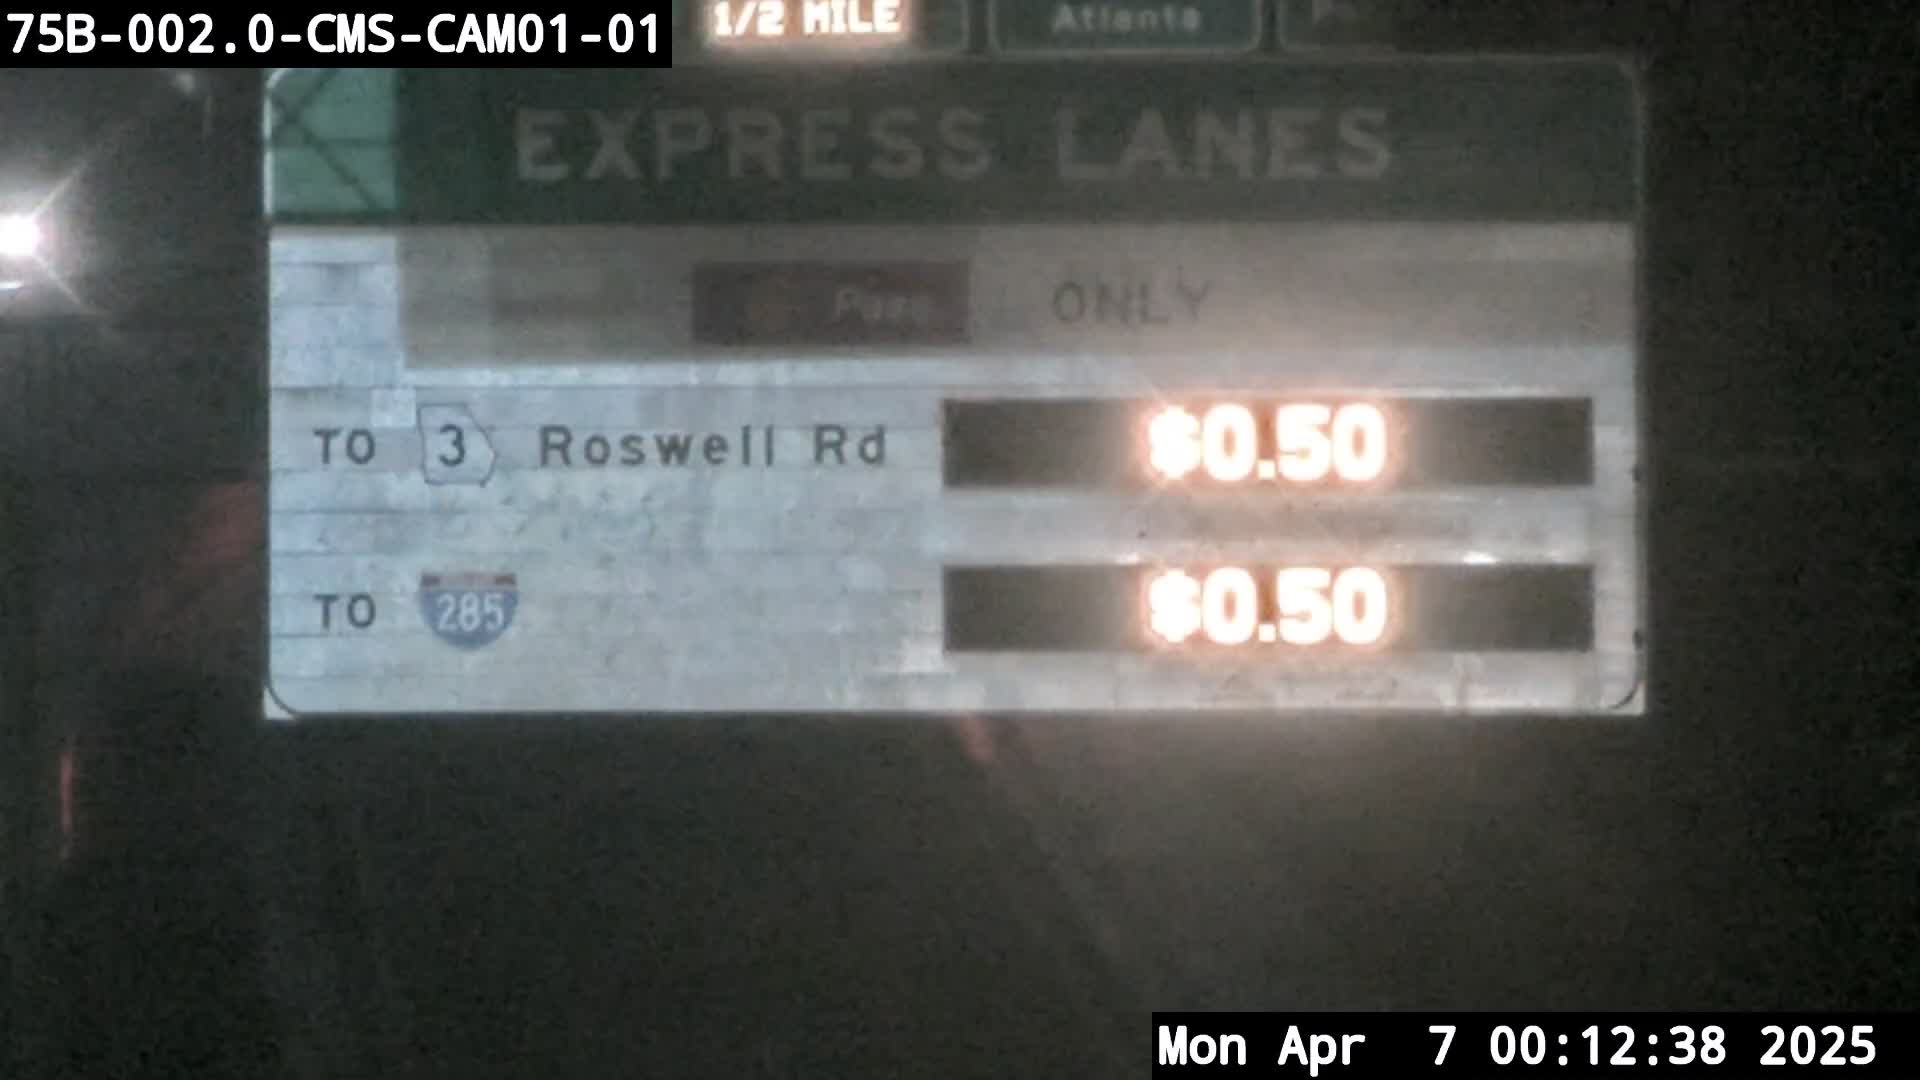 75B-002.0-CMS-CAM01-01
1/2 MILE
Atlanta
EXPRESS LANES
Pass ONLY
TO 3 Roswell Rd $0.50
TO 285 $0.50
Mon Apr 7 00:12:38 2025